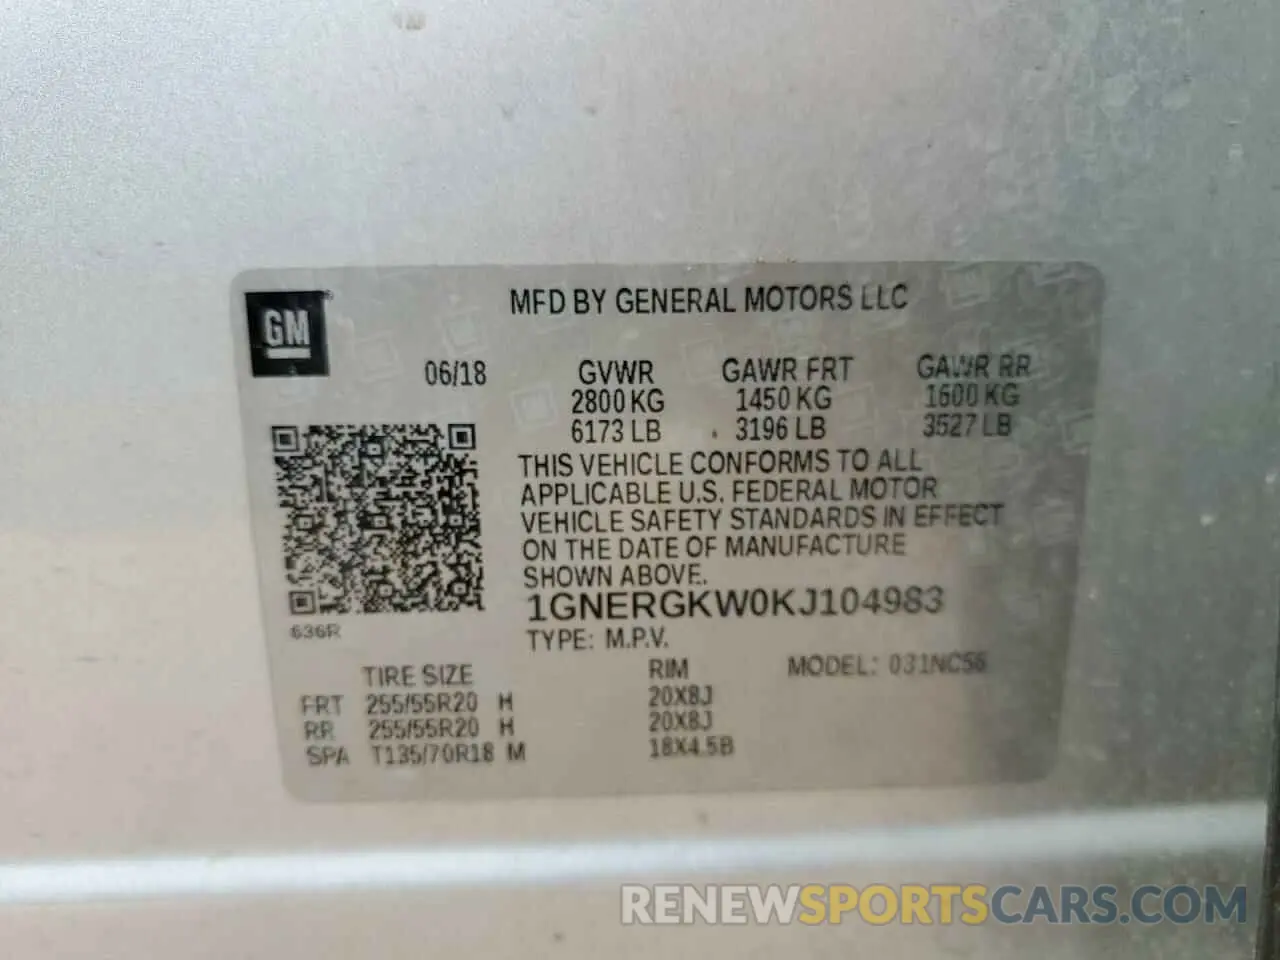 GM
MFD BY GENERAL MOTORS LLC
06/18 GVWR GAWR FRT GAWR RR
2800 KG 1450 KG 1600 KG
6173 LB 3196 LB 3527 LB
THIS VEHICLE CONFORMS TO ALL
APPLICABLE U.S. FEDERAL MOTOR
VEHICLE SAFETY STANDARDS IN EFFECT
ON THE DATE OF MANUFACTURE
SHOWN ABOVE.
1GNERGKW0KJ104983
636R
TYPE: M.P.V.
TIRE SIZE RIM MODEL: 031NC56
FRT 255/55R20 H 20X8J
RR 255/55R20 H 20X8J
SPA T135/70R18 M 18X4.5B
RENEWSPORTSCARS.COM